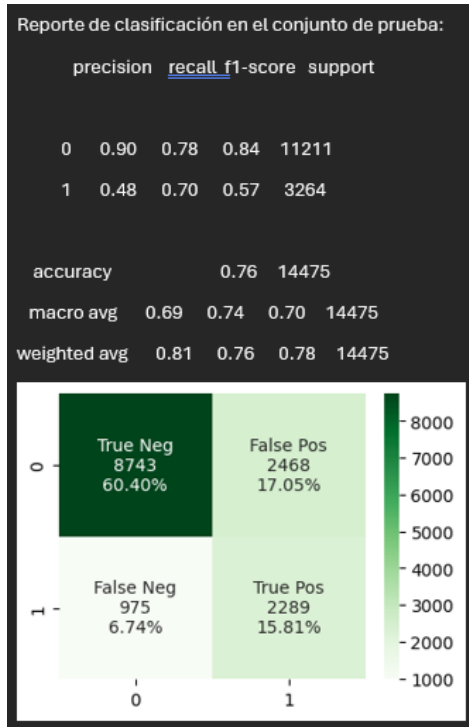 Reporte de clasificación en el conjunto de prueba:
precision recall f1-score support
0 0.90 0.78 0.84 11211
1 0.48 0.70 0.57 3264
accuracy 0.76 14475
macro avg 0.69 0.74 0.70 14475
weighted avg 0.81 0.76 0.78 14475
0
True Neg
8743
60.40%
False Pos
2468
17.05%
1
False Neg
975
6.74%
True Pos
2289
15.81%
0 1
8000
7000
6000
5000
4000
3000
2000
1000